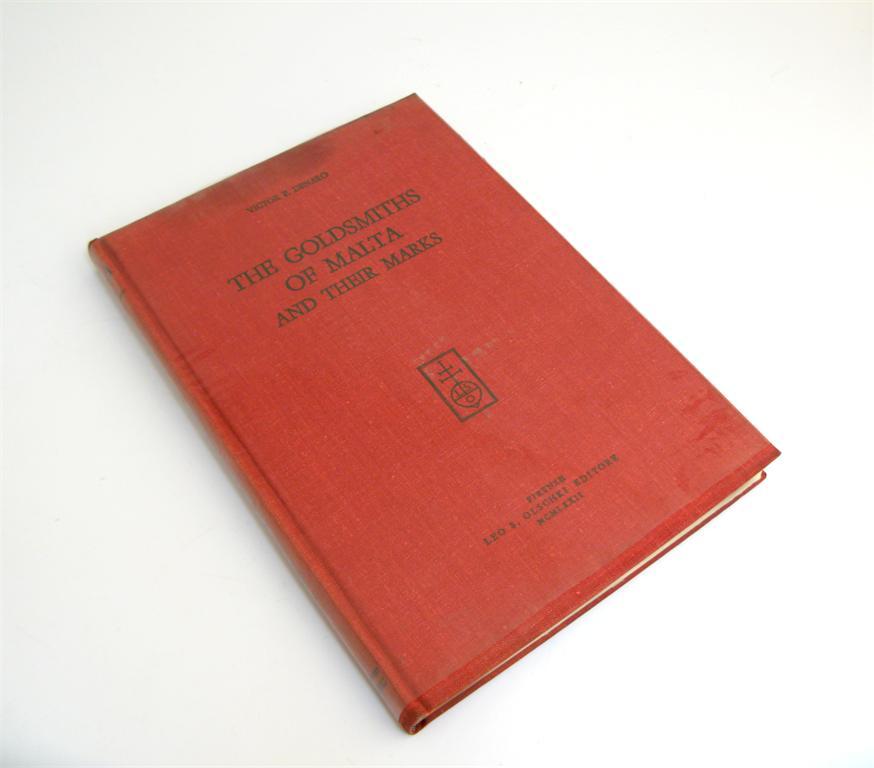 VICTOR F. DENARO
THE GOLDSMITHS
OF MALTA
AND THEIR MARKS
FIRENZE
LEO S. OLSCHKI EDITORE
MCMLXXII